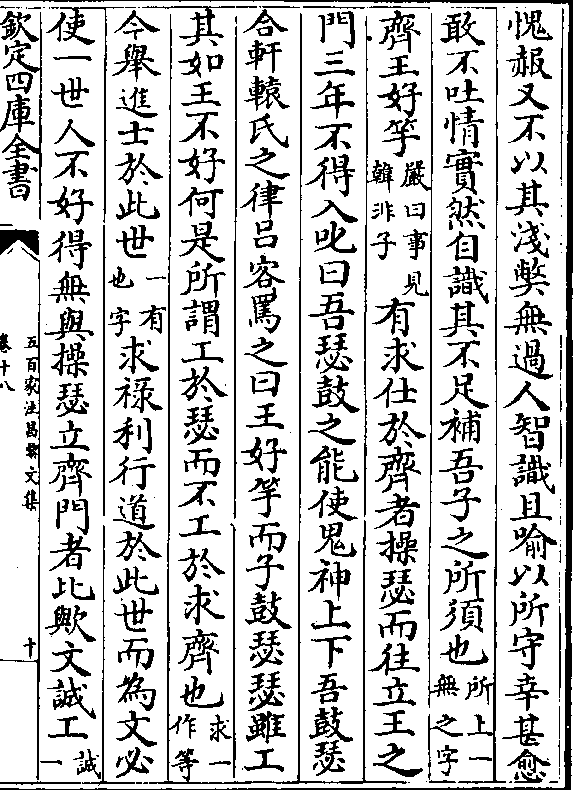 愧赧又不以其淺弊無過人智識且喻以所守幸甚愈
敢不吐情實然自識其不足補吾子之所須也所上一無之字
齊王好竽嚴曰事見韓非子有求仕於齊者操瑟而往立王之
門三年不得入叱曰吾瑟鼓之能使鬼神上下吾鼓瑟
合軒轅氏之律呂客罵之曰王好竽而子鼓瑟瑟雖工
其如王不好何是所謂工於瑟而不工於求齊也求一作等
今舉進士於此世一有也字求祿利行道於此世而為文必
使一世人不好得無與操瑟立齊門者比歟文誠工誠一
欽定四庫全書
五百家注昌黎文集
卷十八
十